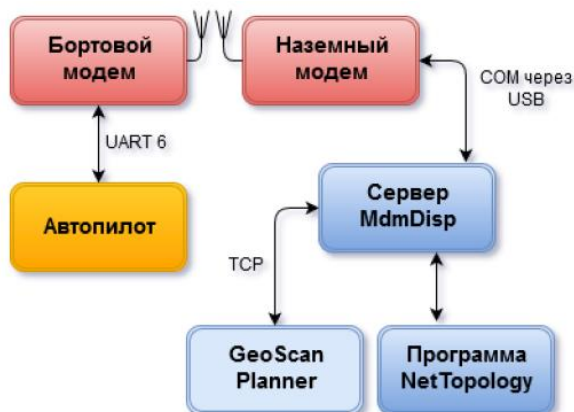 Бортовой
модем
Наземный
модем
COM через
USB
UART 6
Автопилот
Сервер
MdmDisp
TCP
GeoScan
Planner
Программа
NetTopology